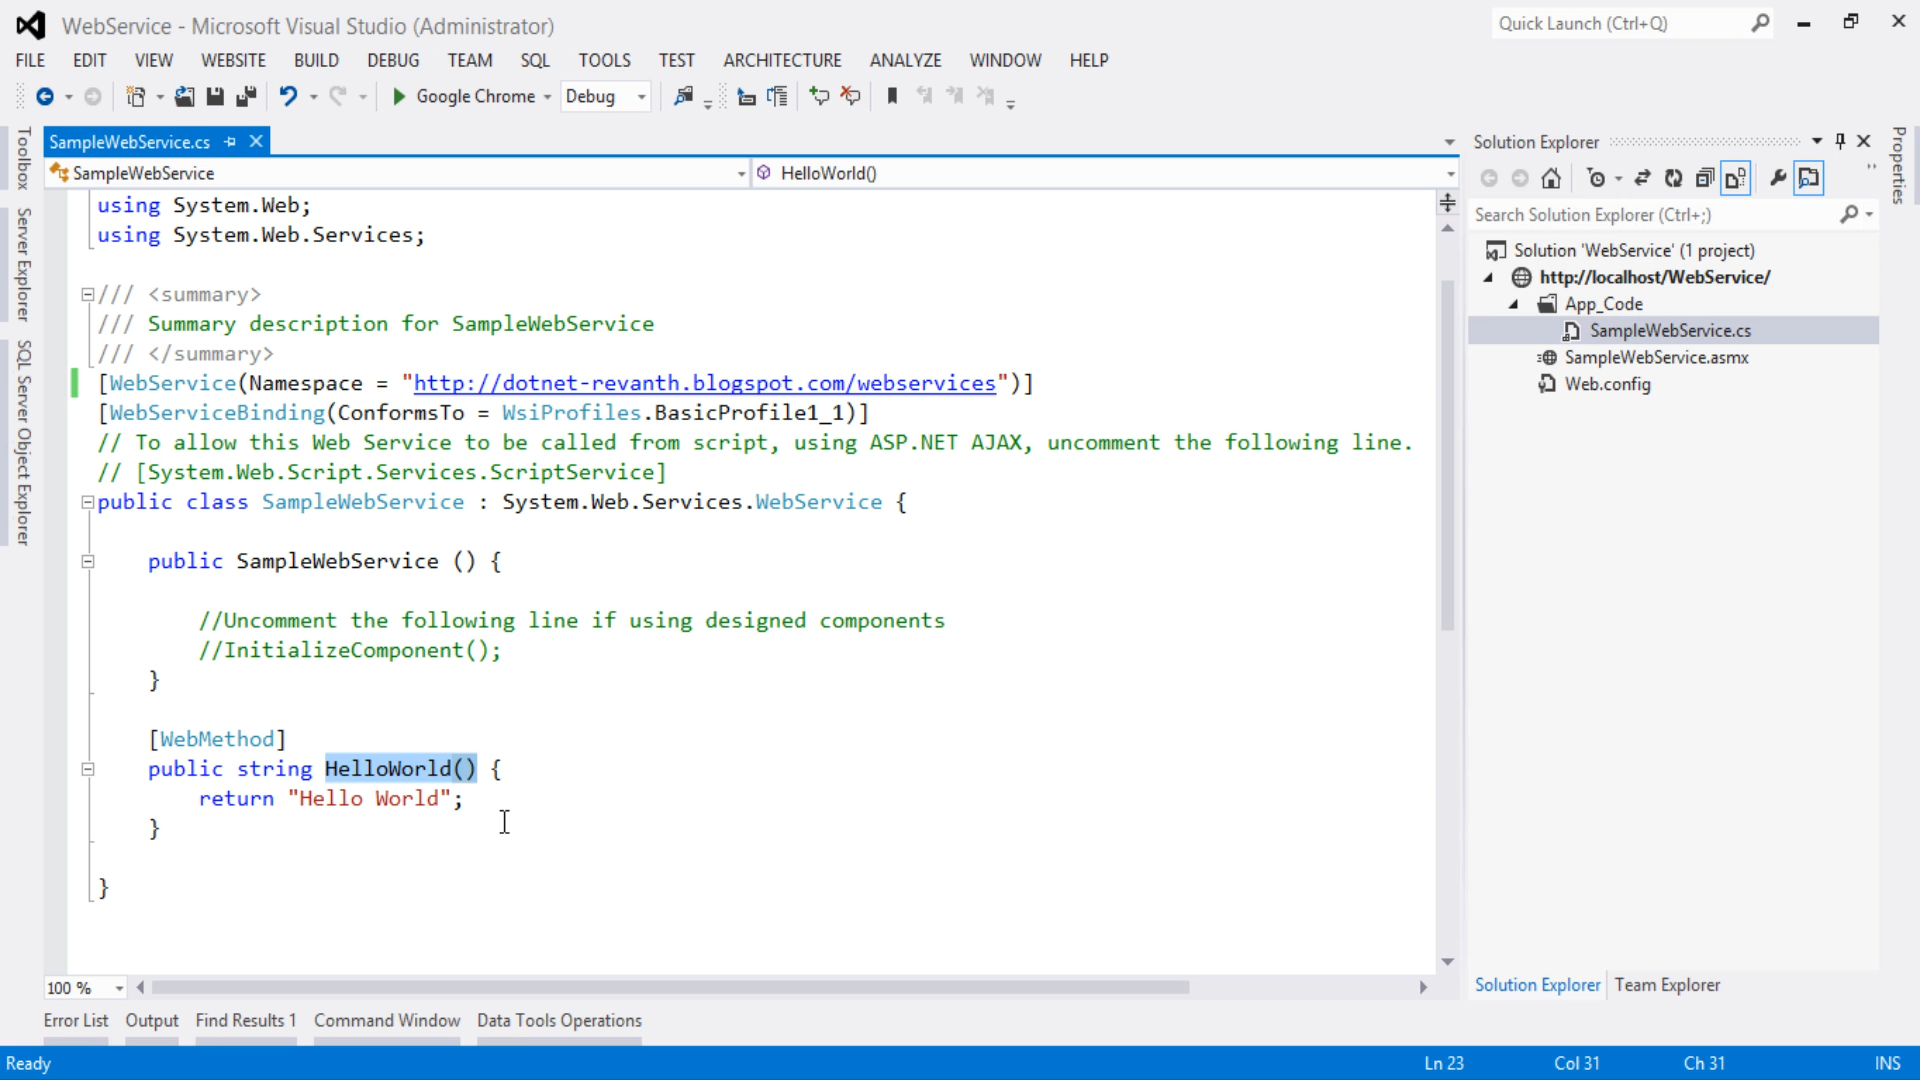 WebService - Microsoft Visual Studio (Administrator)
Quick Launch (Ctrl+Q)
FILE EDIT VIEW WEBSITE BUILD DEBUG TEAM SQL TOOLS TEST ARCHITECTURE ANALYZE WINDOW HELP
Google Chrome Debug
Toolbox
Server Explorer
SQL Server Object Explorer
SampleWebService.cs
SampleWebService HelloWorld()
using System.Web;
using System.Web.Services;
/// <summary>
/// Summary description for SampleWebService
/// </summary>
[WebService(Namespace = "http://dotnet-revanth.blogspot.com/webservices")]
[WebServiceBinding(ConformsTo = WsiProfiles.BasicProfile1_1)]
// To allow this Web Service to be called from script, using ASP.NET AJAX, uncomment the following line.
// [System.Web.Script.Services.ScriptService]
public class SampleWebService : System.Web.Services.WebService {
public SampleWebService () {
//Uncomment the following line if using designed components
//InitializeComponent();
}
[WebMethod]
public string HelloWorld() {
return "Hello World";
}
}
100 %
Solution Explorer
Search Solution Explorer (Ctrl+;)
Solution 'WebService' (1 project)
http://localhost/WebService/
App_Code
SampleWebService.cs
SampleWebService.asmx
Web.config
Solution Explorer Team Explorer
Properties
Error List Output Find Results 1 Command Window Data Tools Operations
Ready Ln 23 Col 31 Ch 31 INS